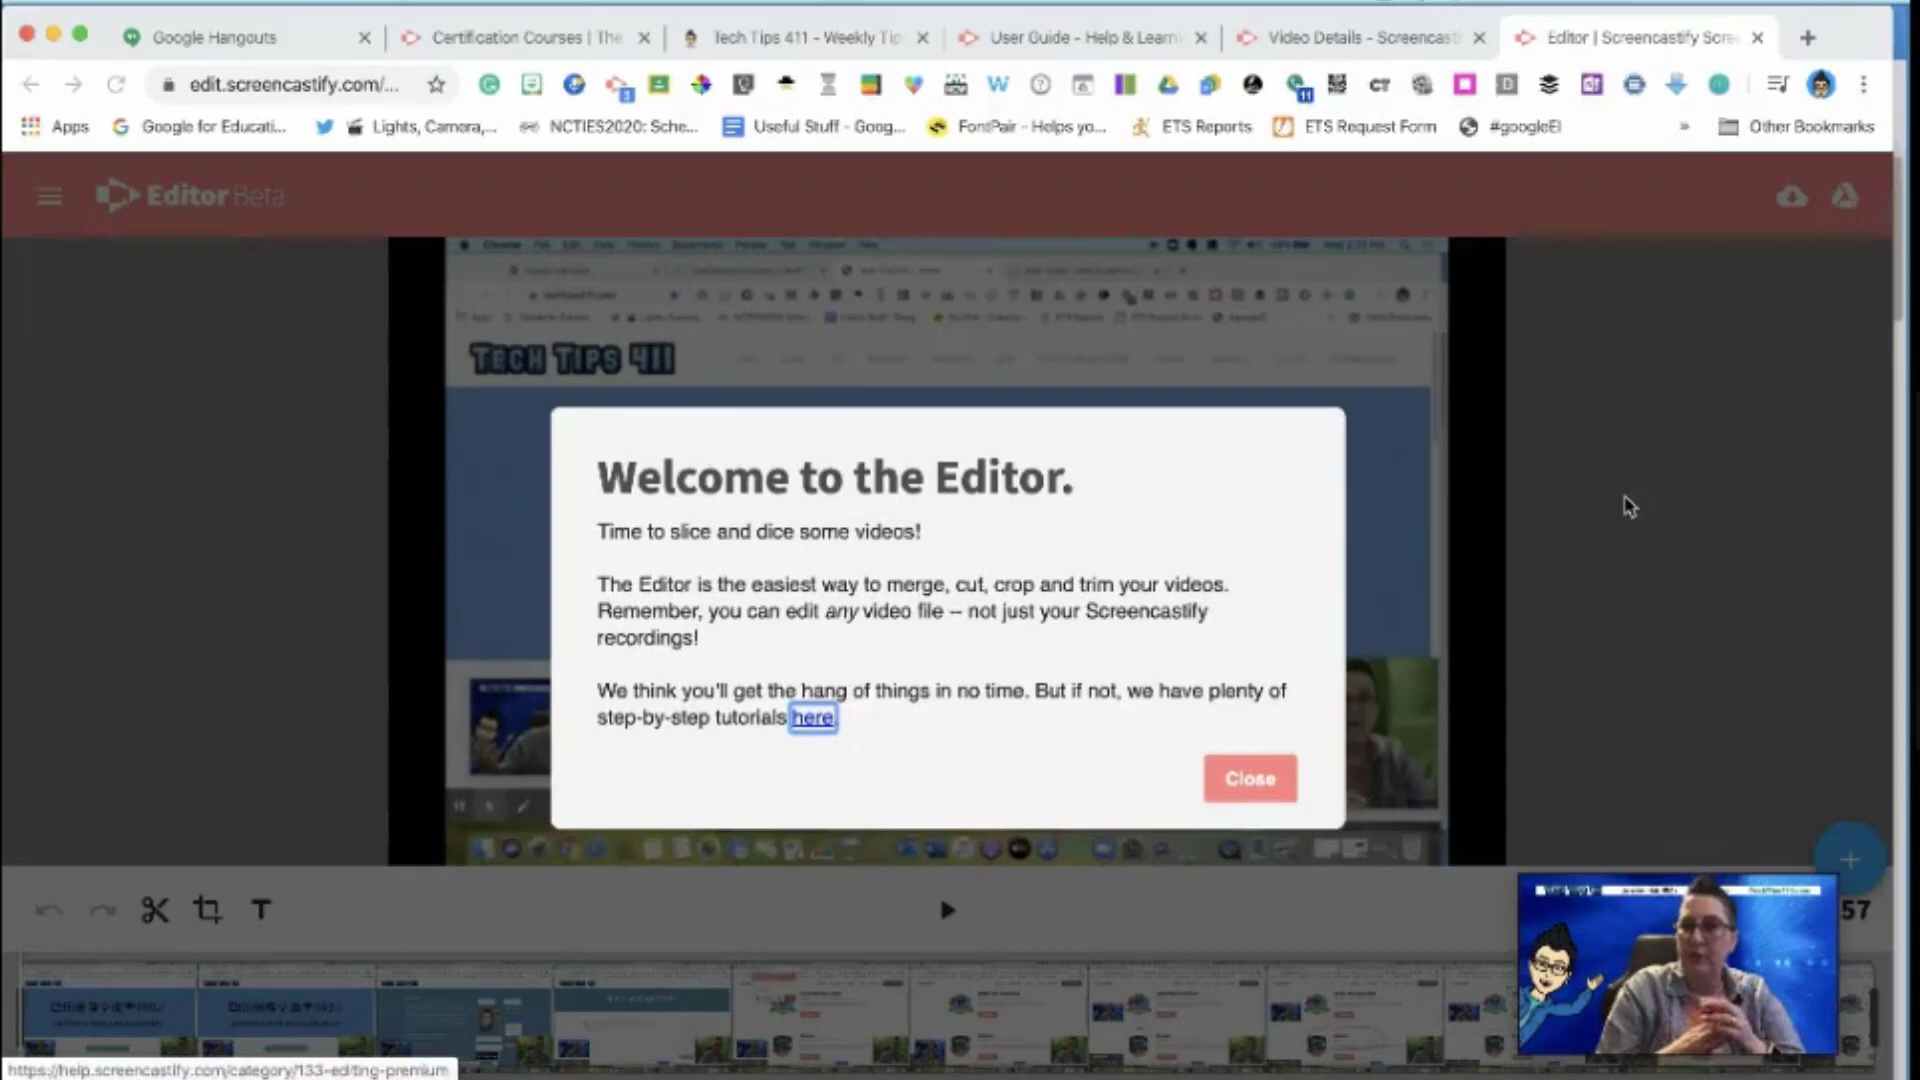 Google Hangouts
Certification Courses | The
Tech Tips 411 - Weekly Tip
User Guide - Help & Learn
Video Details - Screencast
Editor | Screencastify Scre
edit.screencastify.com/...
Apps
Google for Educati...
Lights, Camera,...
NCTIES2020: Sche...
Useful Stuff - Goog...
FontPair - Helps yo...
ETS Reports
ETS Request Form
#googleEI
»
Other Bookmarks
Editor Beta
TECH TIPS 411
Welcome to the Editor.
Time to slice and dice some videos!
The Editor is the easiest way to merge, cut, crop and trim your videos.
Remember, you can edit any video file – not just your Screencastify
recordings!
We think you'll get the hang of things in no time. But if not, we have plenty of
step-by-step tutorials here.
Close
57
https://help.screencastify.com/category/133-editing-premium